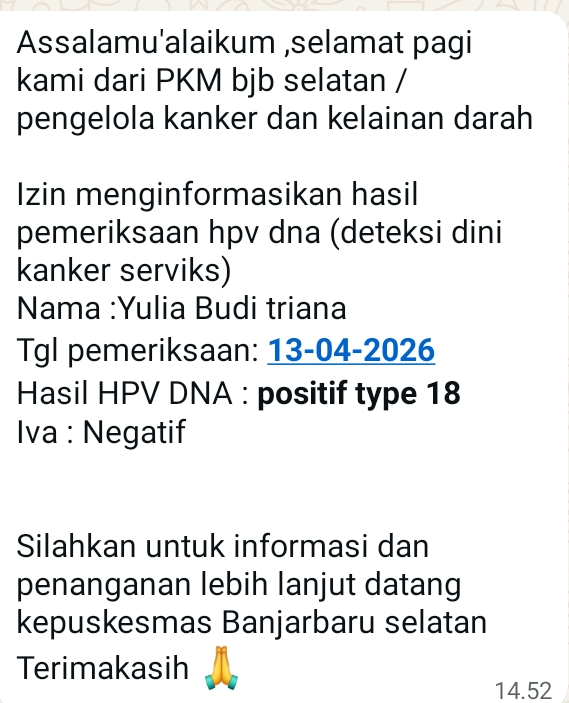 Assalamu'alaikum ,selamat pagi
kami dari PKM bjb selatan /
pengelola kanker dan kelainan darah
Izin menginformasikan hasil
pemeriksaan hpv dna (deteksi dini
kanker serviks)
Nama :Yulia Budi triana
Tgl pemeriksaan: 13-04-2026
Hasil HPV DNA : positif type 18
Iva : Negatif
Silahkan untuk informasi dan
penanganan lebih lanjut datang
kepuskesmas Banjarbaru selatan
Terimakasih 🙏
14.52